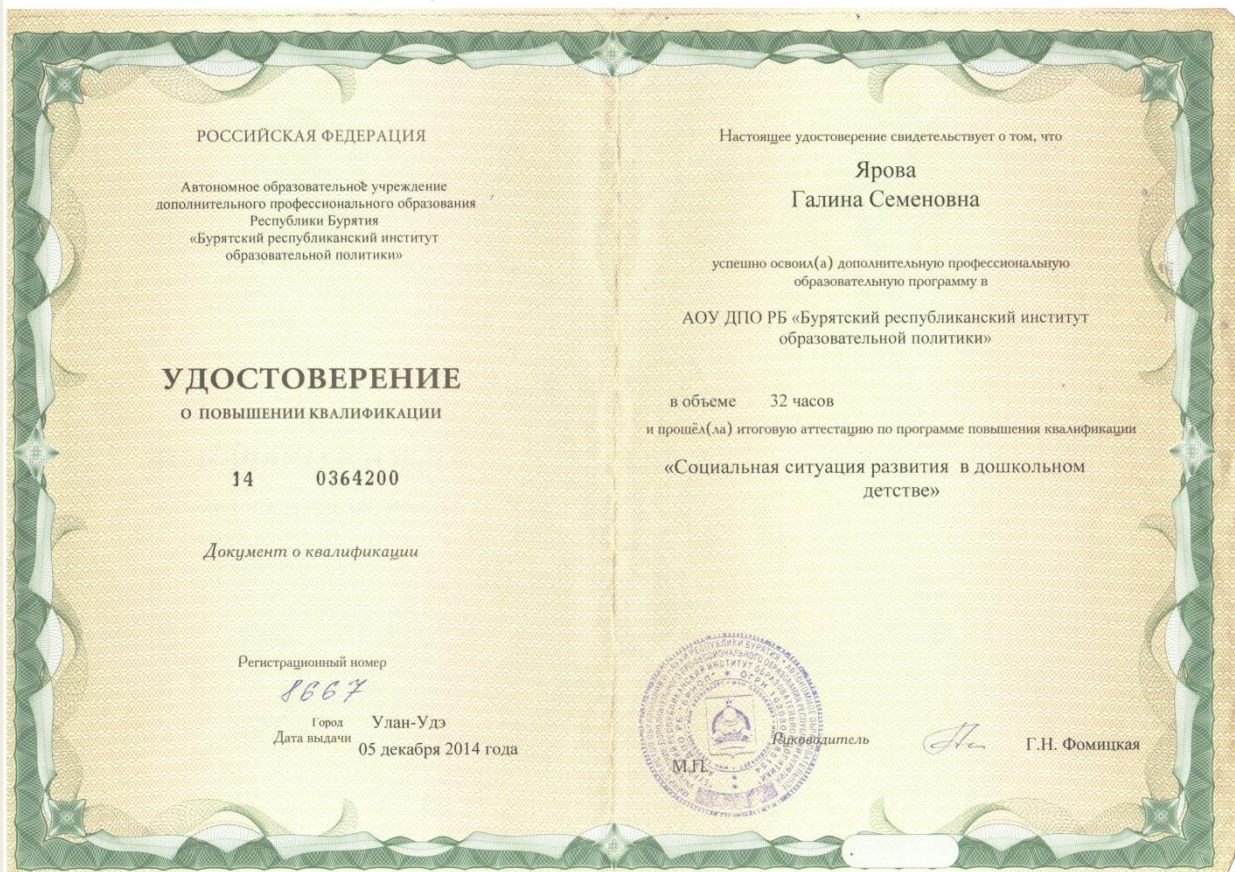 РОССИЙСКАЯ ФЕДЕРАЦИЯ
Автономное образовательное учреждение
дополнительного профессионального образования
Республики Бурятия
«Бурятский республиканский институт
образовательной политики»
УДОСТОВЕРЕНИЕ
О ПОВЫШЕНИИ КВАЛИФИКАЦИИ
14 0364200
Документ о квалификации
Регистрационный номер
8667
Город Улан-Удэ
Дата выдачи 05 декабря 2014 года
Настоящее удостоверение свидетельствует о том, что
Ярова
Галина Семеновна
успешно освоил(а) дополнительную профессиональную
образовательную программу в
АОУ ДПО РБ «Бурятский республиканский институт
образовательной политики»
в объеме 32 часов
и прошёл(ла) итоговую аттестацию по программе повышения квалификации
«Социальная ситуация развития в дошкольном
детстве»
Руководитель Г.Н. Фомицкая
М.П.